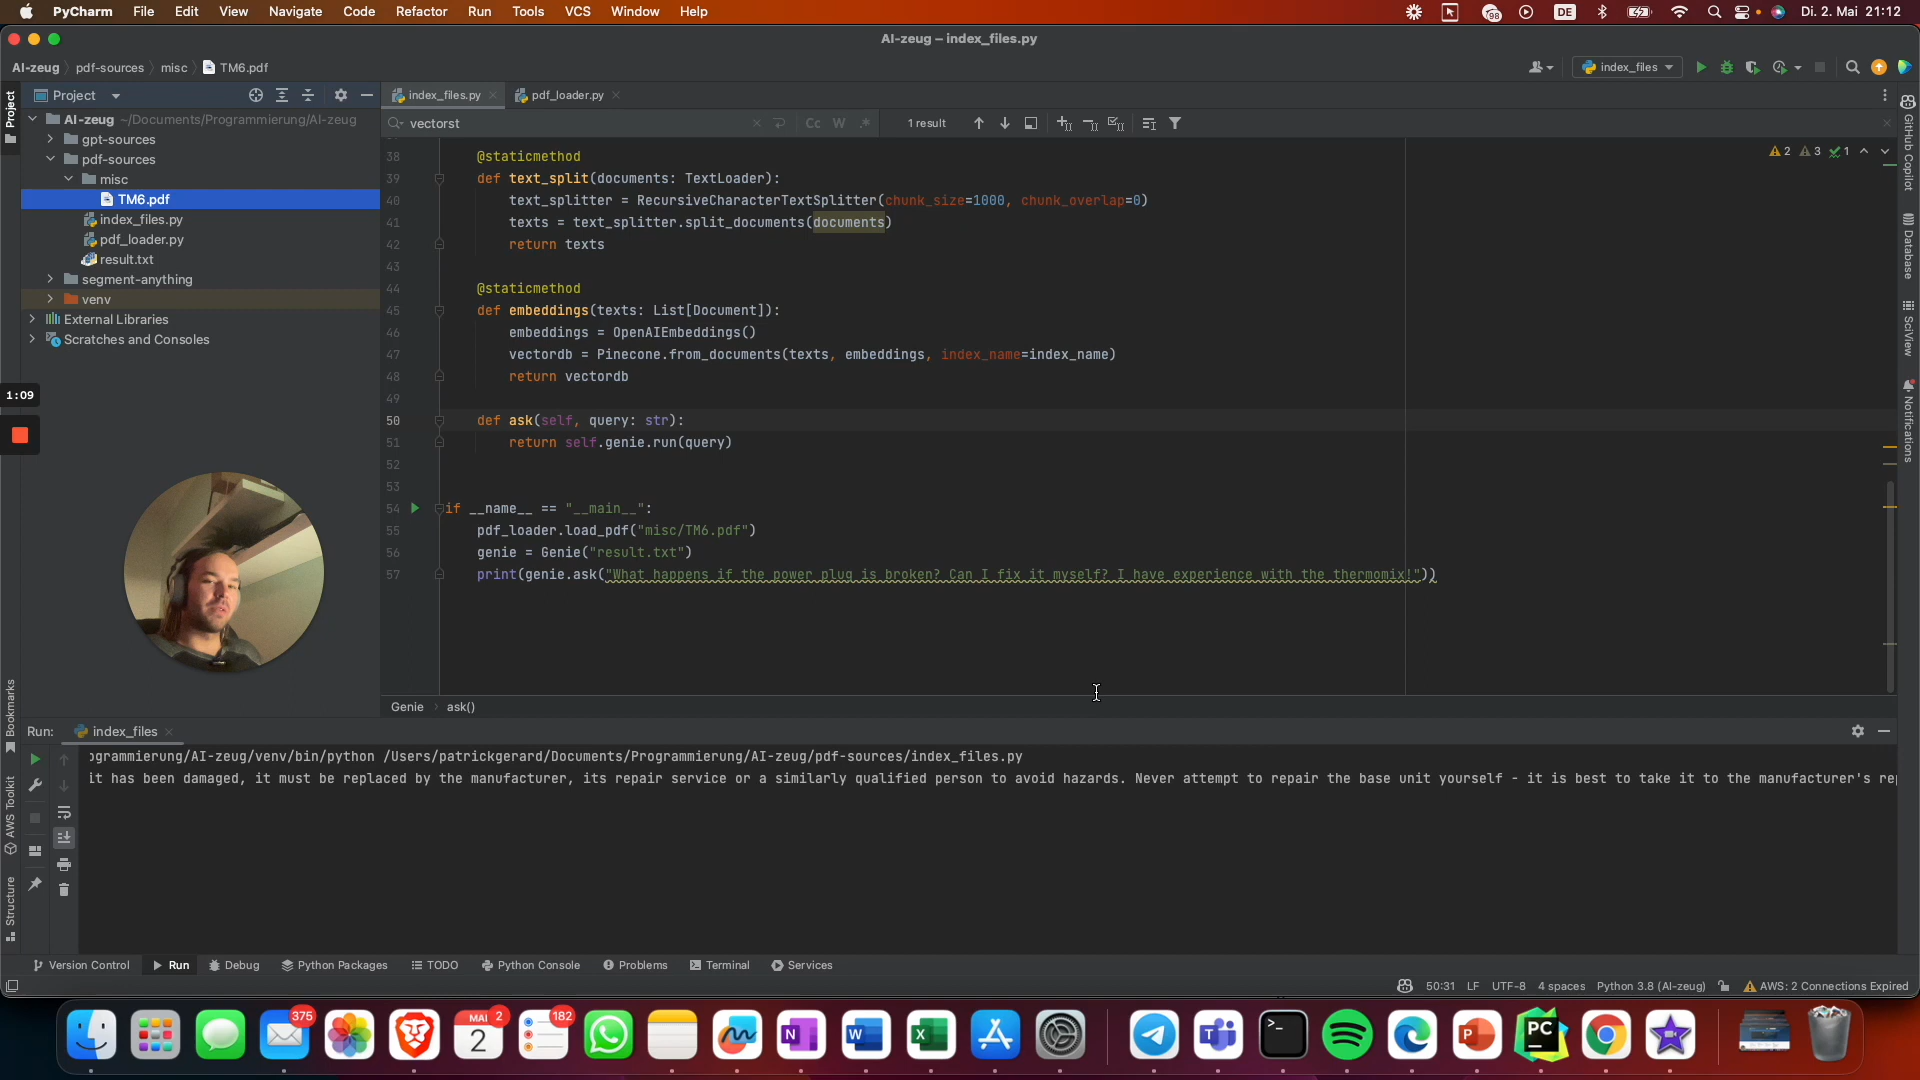 PyCharm File Edit View Navigate Code Refactor Run Tools VCS Window Help 98 DE Di. 2. Mai 21:12
AI-zeug – index_files.py
AI-zeug pdf-sources misc TM6.pdf index_files
Project
index_files.py pdf_loader.py
vectorst Cc W .* 1 result
Project
AI-zeug ~/Documents/Programmierung/AI-zeug
gpt-sources
pdf-sources
misc
TM6.pdf
index_files.py
pdf_loader.py
result.txt
segment-anything
venv
External Libraries
Scratches and Consoles
1:09
2 3 1
38 @staticmethod
39 def text_split(documents: TextLoader):
40 text_splitter = RecursiveCharacterTextSplitter(chunk_size=1000, chunk_overlap=0)
41 texts = text_splitter.split_documents(documents)
42 return texts
43
44 @staticmethod
45 def embeddings(texts: List[Document]):
46 embeddings = OpenAIEmbeddings()
47 vectordb = Pinecone.from_documents(texts, embeddings, index_name=index_name)
48 return vectordb
49
50 def ask(self, query: str):
51 return self.genie.run(query)
52
53
54 if __name__ == "__main__":
55 pdf_loader.load_pdf("misc/TM6.pdf")
56 genie = Genie("result.txt")
57 print(genie.ask("What happens if the power plug is broken? Can I fix it myself? I have experience with the thermomix!"))
GitHub Copilot
Database
SciView
Notifications
Genie ask()
Bookmarks
AWS Toolkit
Structure
Run: index_files
ogrammierung/AI-zeug/venv/bin/python /Users/patrickgerard/Documents/Programmierung/AI-zeug/pdf-sources/index_files.py
it has been damaged, it must be replaced by the manufacturer, its repair service or a similarly qualified person to avoid hazards. Never attempt to repair the base unit yourself - it is best to take it to the manufacturer's re
Version Control Run Debug Python Packages TODO Python Console Problems Terminal Services
50:31 LF UTF-8 4 spaces Python 3.8 (AI-zeug) AWS: 2 Connections Expired
375 MAI 2 2 182 N W X P PC